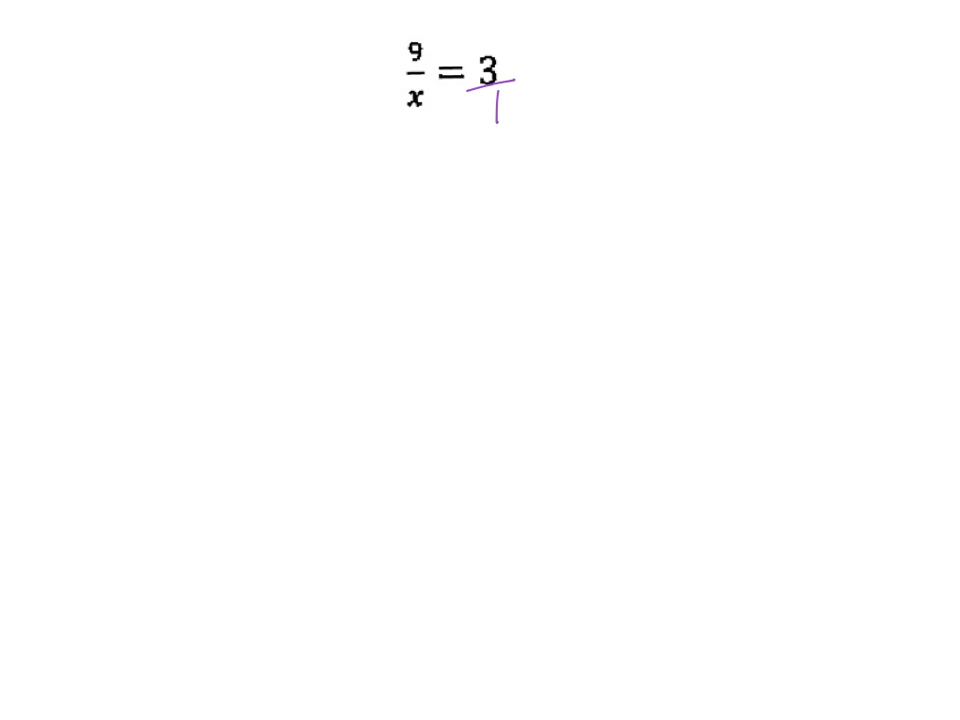 9/x = 3/1